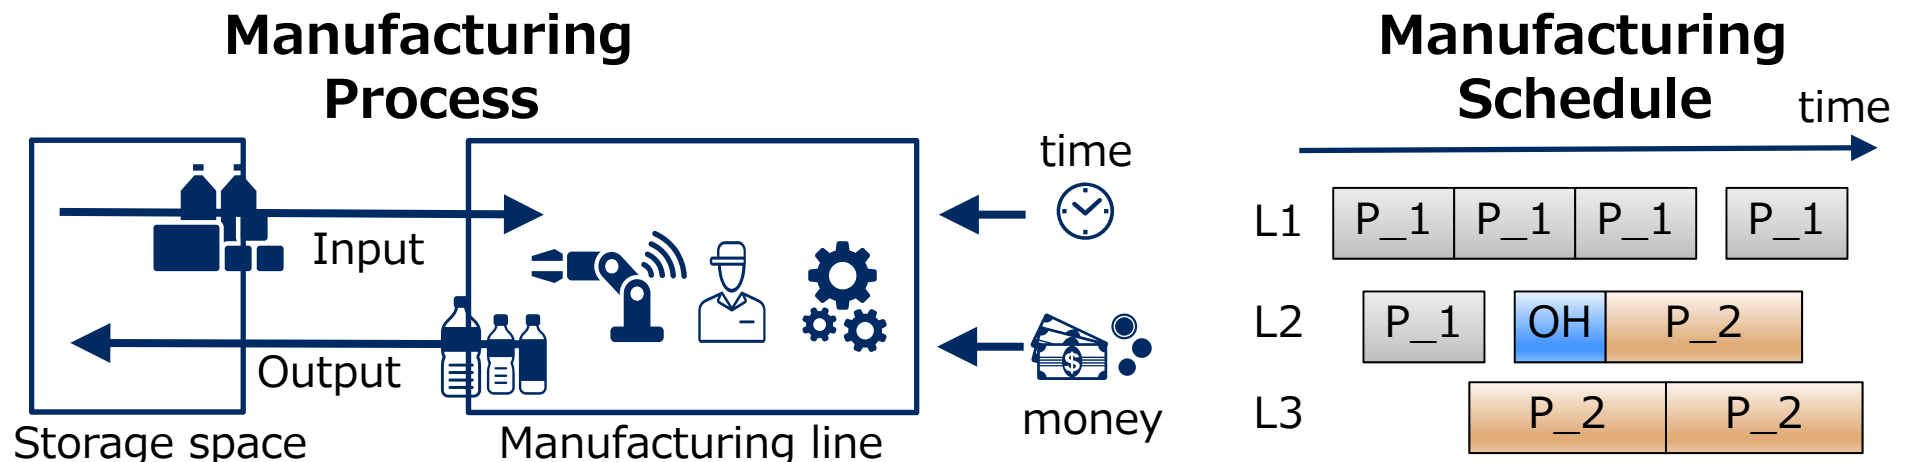 Manufacturing
Process
Input
Output
Storage space
Manufacturing line
time
$
money
Manufacturing
Schedule
time
L1 P_1 P_1 P_1 P_1
L2 P_1 OH P_2
L3 P_2 P_2